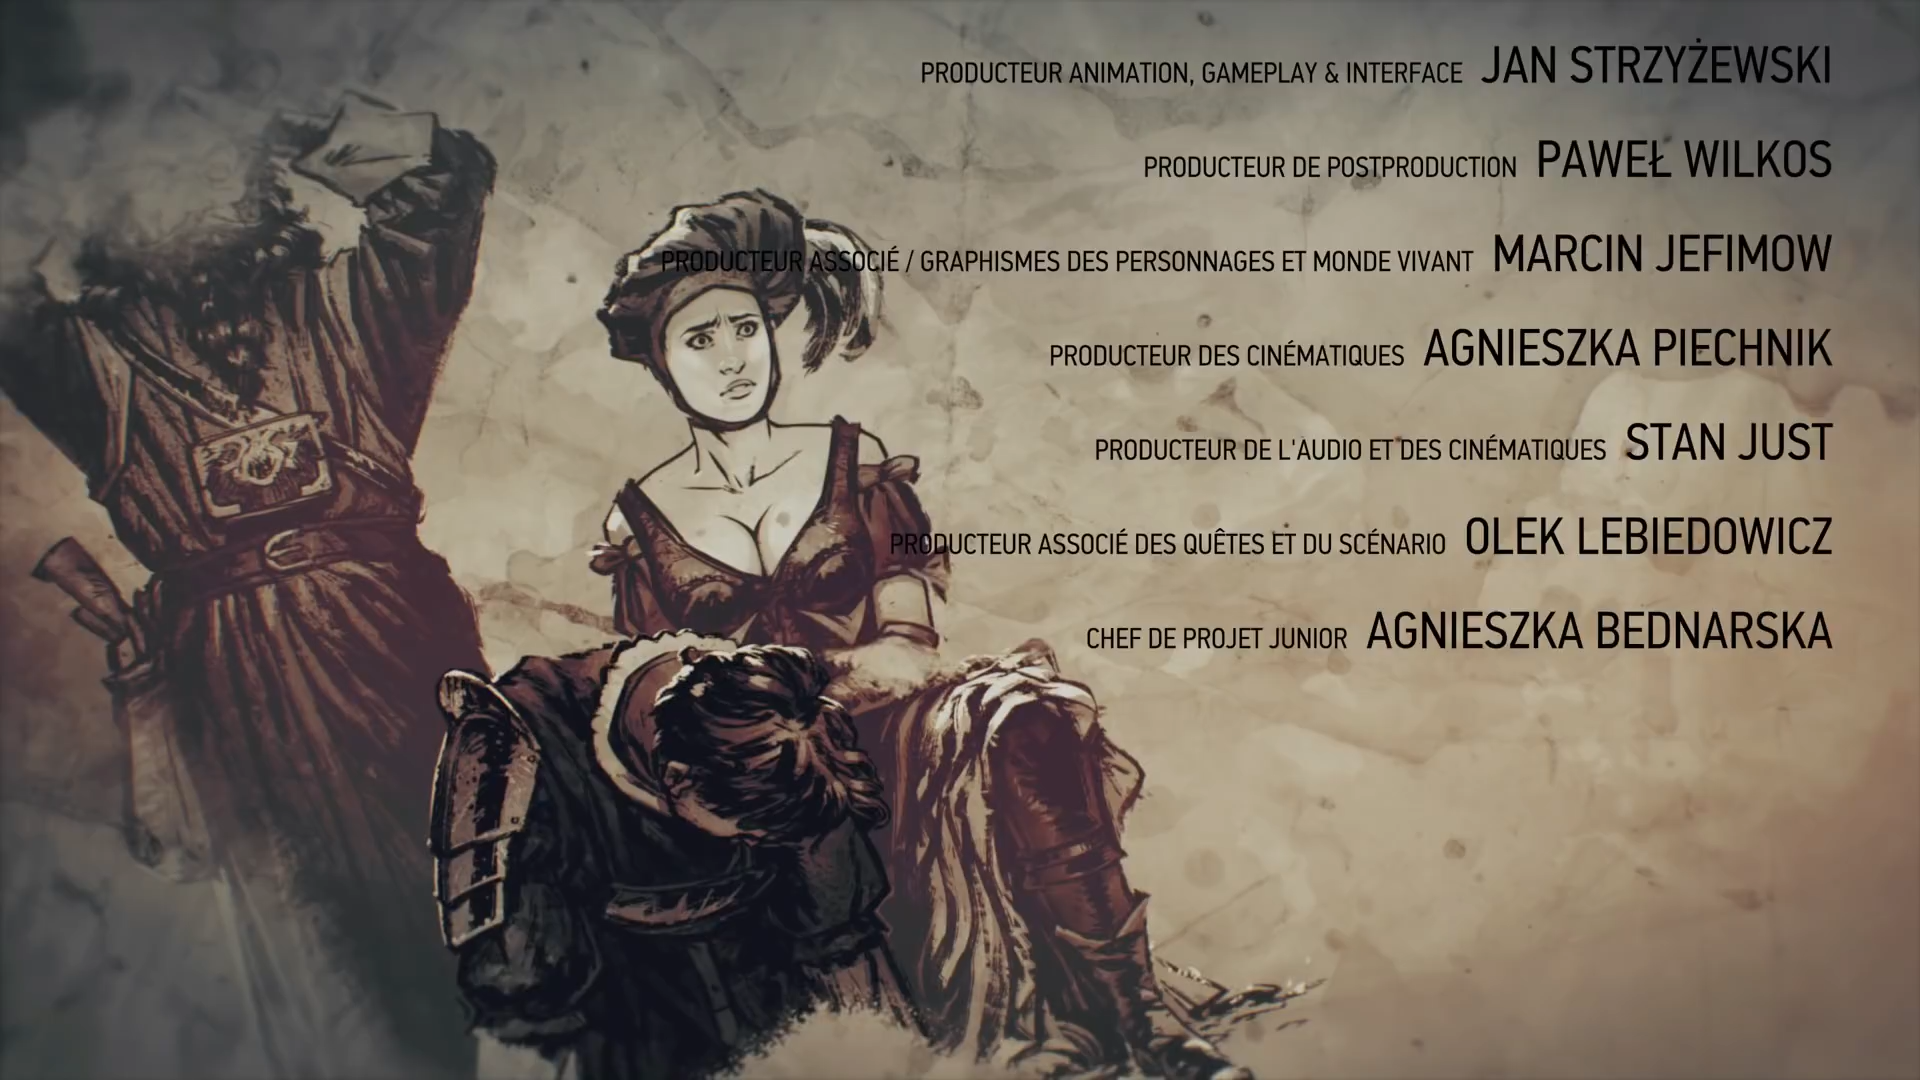 PRODUCTEUR ANIMATION, GAMEPLAY & INTERFACE JAN STRZYŻEWSKI
PRODUCTEUR DE POSTPRODUCTION PAWEŁ WILKOS
PRODUCTEUR ASSOCIÉ / GRAPHISMES DES PERSONNAGES ET MONDE VIVANT MARCIN JEFIMOW
PRODUCTEUR DES CINÉMATIQUES AGNIESZKA PIECHNIK
PRODUCTEUR DE L'AUDIO ET DES CINÉMATIQUES STAN JUST
PRODUCTEUR ASSOCIÉ DES QUÊTES ET DU SCÉNARIO OLEK LEBIEDOWICZ
CHEF DE PROJET JUNIOR AGNIESZKA BEDNARSKA